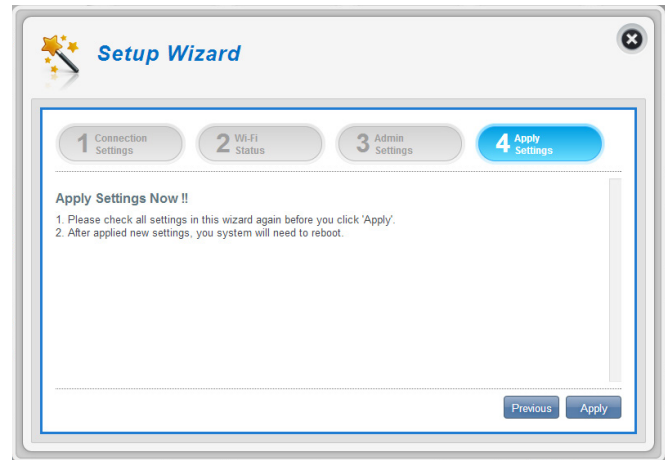 Setup Wizard
1 Connection Settings
2 Wi-Fi Status
3 Admin Settings
4 Apply Settings
Apply Settings Now !!
1. Please check all settings in this wizard again before you click 'Apply'.
2. After applied new settings, you system will need to reboot.
Previous Apply